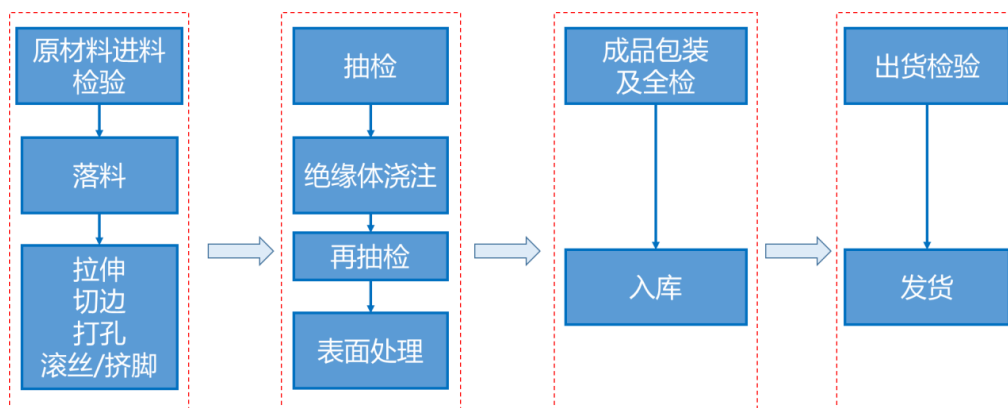 原材料进料
检验
落料
拉伸
切边
打孔
滚丝/挤脚
抽检
绝缘体浇注
再抽检
表面处理
成品包装
及全检
入库
出货检验
发货